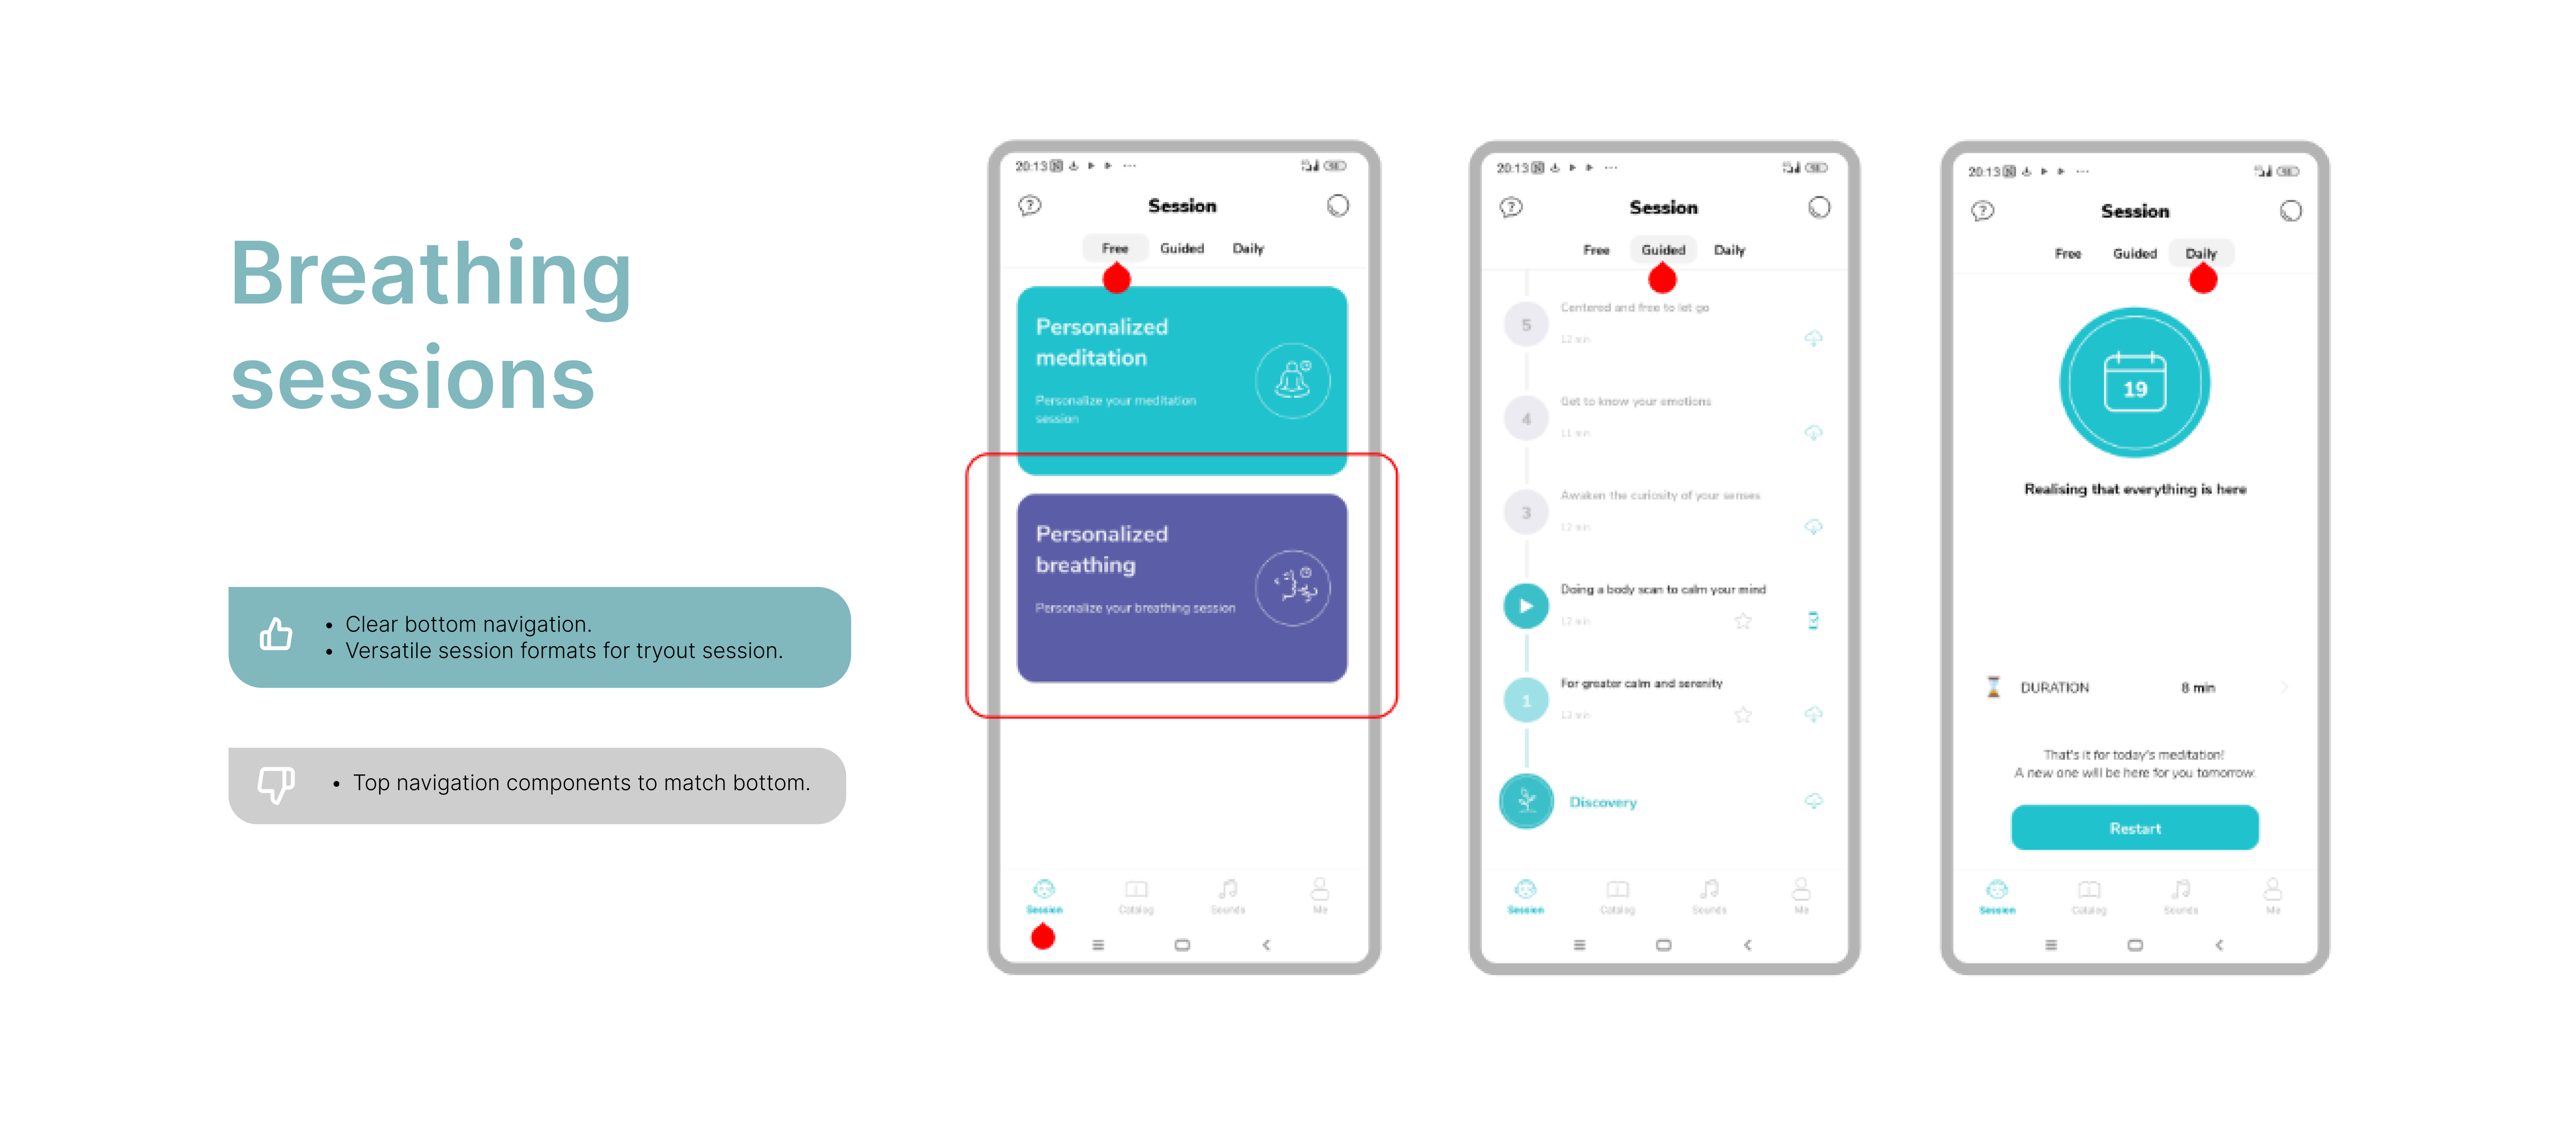 Breathing
sessions
• Clear bottom navigation.
• Versatile session formats for tryout session.
• Top navigation components to match bottom.
20:13
Session
Free Guided Daily
Personalized
meditation
Personalize your meditation
session
Personalized
breathing
Personalize your breathing session
Session Catalog Sounds Me
20:13
Session
Free Guided Daily
5 Centered and free to let go
12 min
4 Get to know your emotions
11 min
3 Awaken the curiosity of your senses
12 min
Doing a body scan to calm your mind
12 min
1 For greater calm and serenity
13 min
Discovery
Session Catalog Sounds Me
20:13
Session
Free Guided Daily
19
Realising that everything is here
DURATION 8 min
That's it for today's meditation!
A new one will be here for you tomorrow.
Restart
Session Catalog Sounds Me